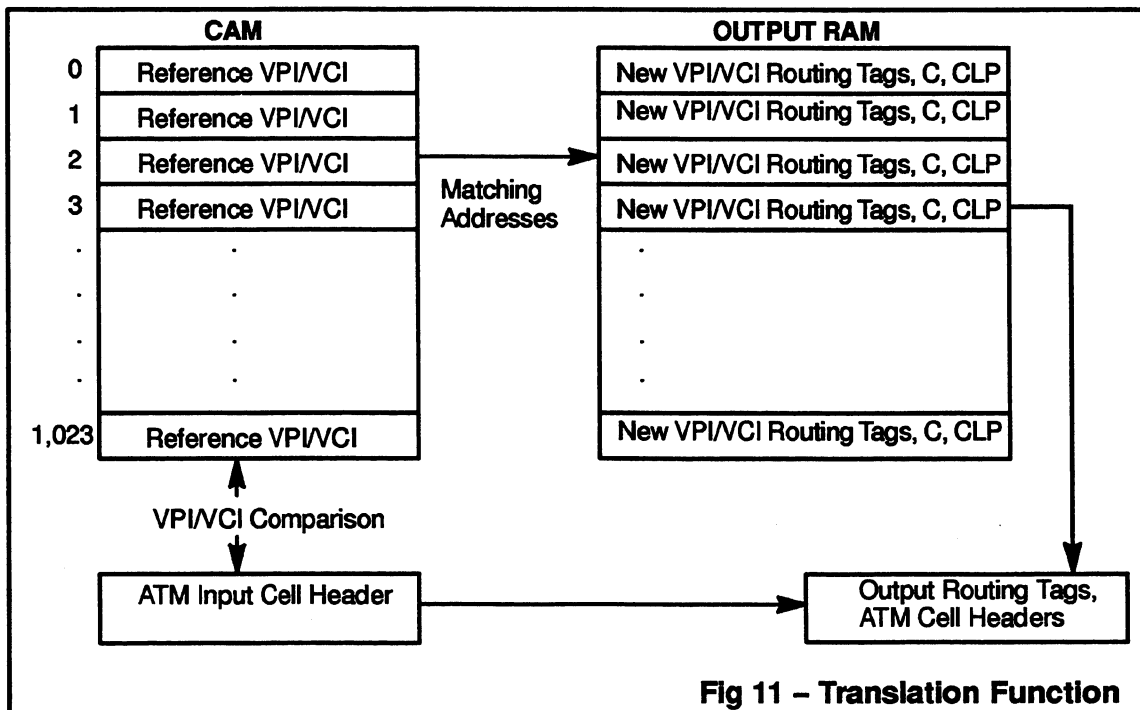 CAM
OUTPUT RAM
0 Reference VPI/VCI
New VPI/VCI Routing Tags, C, CLP
1 Reference VPI/VCI
New VPI/VCI Routing Tags, C, CLP
2 Reference VPI/VCI
New VPI/VCI Routing Tags, C, CLP
3 Reference VPI/VCI
Matching
Addresses
New VPI/VCI Routing Tags, C, CLP
. . .
. . .
. . .
. . .
1,023 Reference VPI/VCI
New VPI/VCI Routing Tags, C, CLP
VPI/VCI Comparison
ATM Input Cell Header
Output Routing Tags,
ATM Cell Headers
Fig 11 – Translation Function